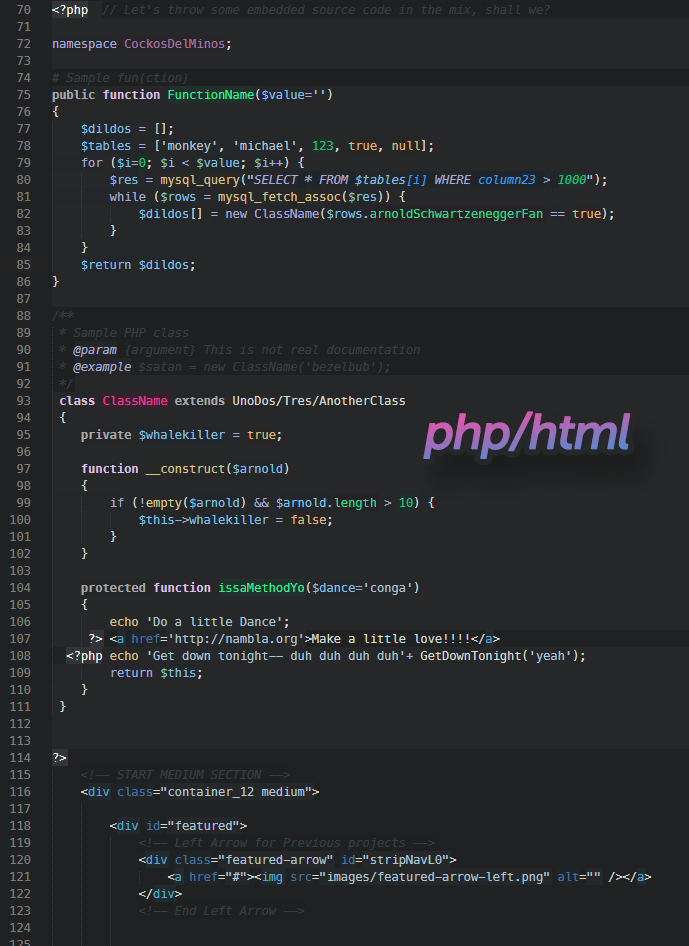 70 <?php // Let's throw some embedded source code in the mix, shall we?
71
72 namespace CockosDelMinos;
73
74 # Sample fun(ction)
75 public function FunctionName($value='')
76 {
77     $dildos = [];
78     $tables = ['monkey', 'michael', 123, true, null];
79     for ($i=0; $i < $value; $i++) {
80         $res = mysql_query("SELECT * FROM $tables[i] WHERE column23 > 1000");
81         while ($rows = mysql_fetch_assoc($res)) {
82             $dildos[] = new ClassName($rows.arnoldSchwartzeneggerFan == true);
83         }
84     }
85     $return $dildos;
86 }
87
88 /**
89  * Sample PHP class
90  * @param {argument} This is not real documentation
91  * @example $satan = new ClassName('bezelbub');
92  */
93  class ClassName extends UnoDos/Tres/AnotherClass
94  {
95     private $whalekiller = true;
php/html
96
97     function __construct($arnold)
98     {
99         if (!empty($arnold) && $arnold.length > 10) {
100             $this->whalekiller = false;
101         }
102     }
103
104     protected function issaMethodYo($dance='conga')
105     {
106         echo 'Do a little Dance';
107      ?> <a href='http://nambla.org'>Make a little love!!!!</a>
108   <?php echo 'Get down tonight–– duh duh duh duh'+ GetDownTonight('yeah');
109         return $this;
110     }
111  }
112
113
114 ?>
115     <!–– START MEDIUM SECTION ––>
116     <div class="container_12 medium">
117
118         <div id="featured">
119             <!–– Left Arrow for Previous projects ––>
120             <div class="featured-arrow" id="stripNavL0">
121                 <a href="#"><img src="images/featured-arrow-left.png" alt="" /></a>
122             </div>
123             <!–– End Left Arrow ––>
124
125